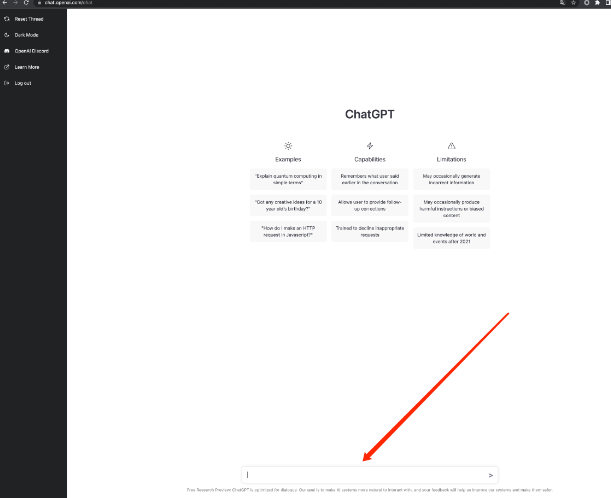 chat.openai.com/chat
Reset Thread
Dark Mode
OpenAI Discord
Learn More
Log out
ChatGPT
Examples
"Explain quantum computing in
simple terms"
"Got any creative ideas for a 10
year old's birthday?"
"How do I make an HTTP
request in Javascript?"
Capabilities
Remembers what user said
earlier in the conversation
Allows user to provide follow-
up corrections
Trained to decline inappropriate
requests
Limitations
May occasionally generate
incorrect information
May occasionally produce
harmful instructions or biased
content
Limited knowledge of world and
events after 2021
Free Research Preview: ChatGPT is optimized for dialogue. Our goal is to make AI systems more natural to interact with, and your feedback will help us improve our systems and make them safer.